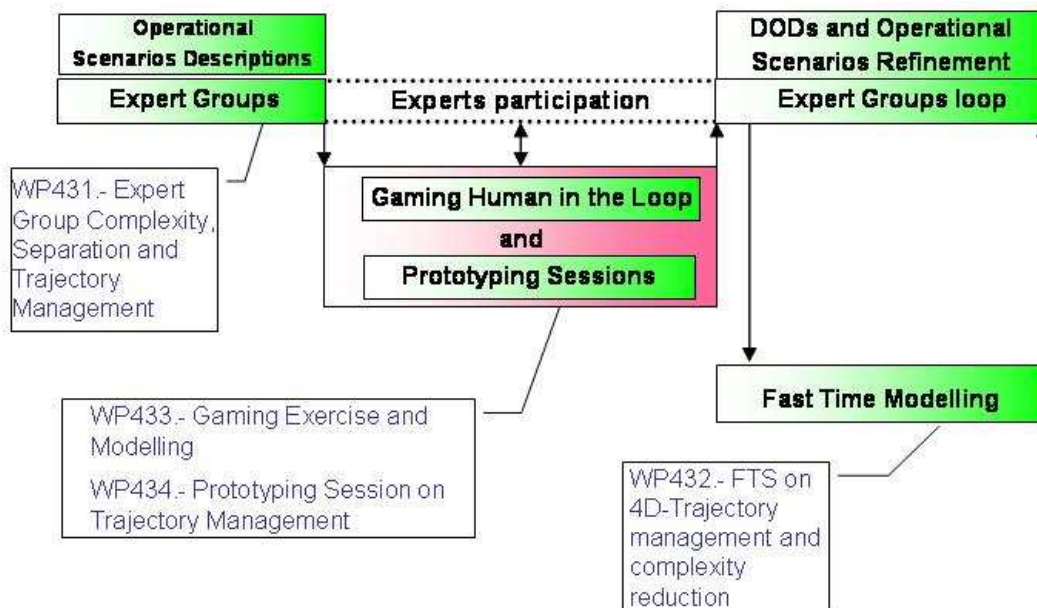 Operational
Scenarios Descriptions
Expert Groups
Experts participation
DODs and Operational
Scenarios Refinement
Expert Groups loop
WP431.- Expert
Group Complexity,
Separation and
Trajectory
Management
Gaming Human in the Loop
and
Prototyping Sessions
WP433.- Gaming Exercise and
Modelling
WP434.- Prototyping Session on
Trajectory Management
Fast Time Modelling
WP432.- FTS on
4D-Trajectory
management and
complexity
reduction